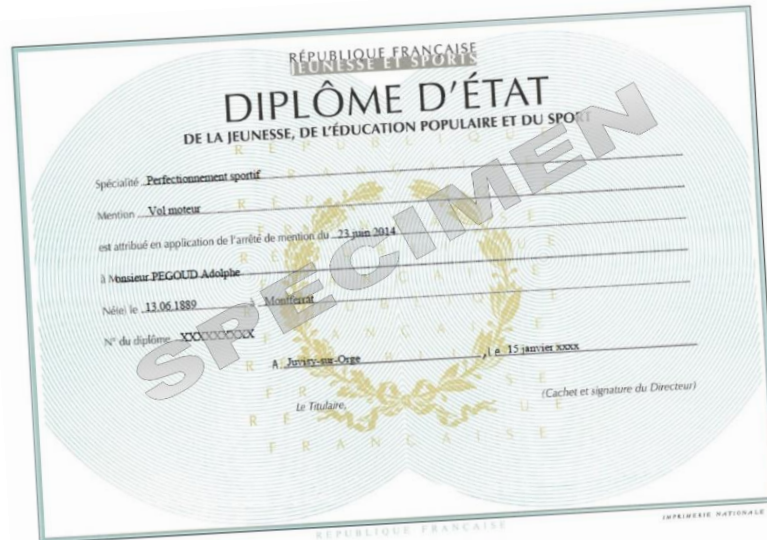 RÉPUBLIQUE FRANÇAISE
JEUNESSE ET SPORTS
DIPLÔME D'ÉTAT
DE LA JEUNESSE, DE L'ÉDUCATION POPULAIRE ET DU SPORT
Spécialité Perfectionnement sportif
Mention Vol moteur
est attribué en application de l'arrêté de mention du 23 juin 2014
à Monsieur PEGOUD Adolphe
Né(e) le 13.06.1889 à Montferrat
N° du diplôme XXXXXXXXXX
A Juvisy-sur-Orge , le 15 janvier xxxx
Le Titulaire,
(Cachet et signature du Directeur)
SPECIMEN
RÉPUBLIQUE FRANÇAISE
IMPRIMERIE NATIONALE